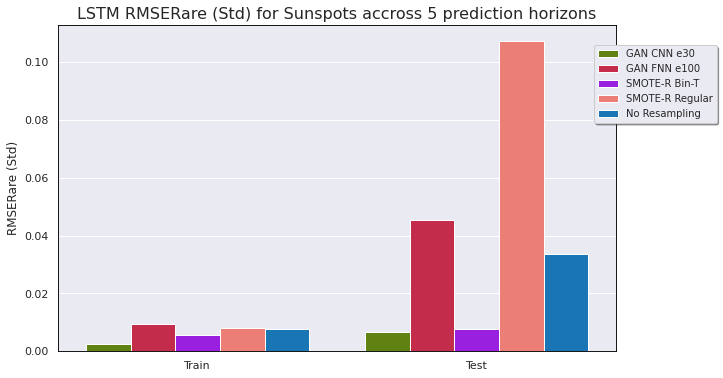 LSTM RMSERare (Std) for Sunspots accross 5 prediction horizons
RMSERare (Std)
0.10
0.08
0.06
0.04
0.02
0.00
Train
Test
GAN CNN e30
GAN FNN e100
SMOTE-R Bin-T
SMOTE-R Regular
No Resampling